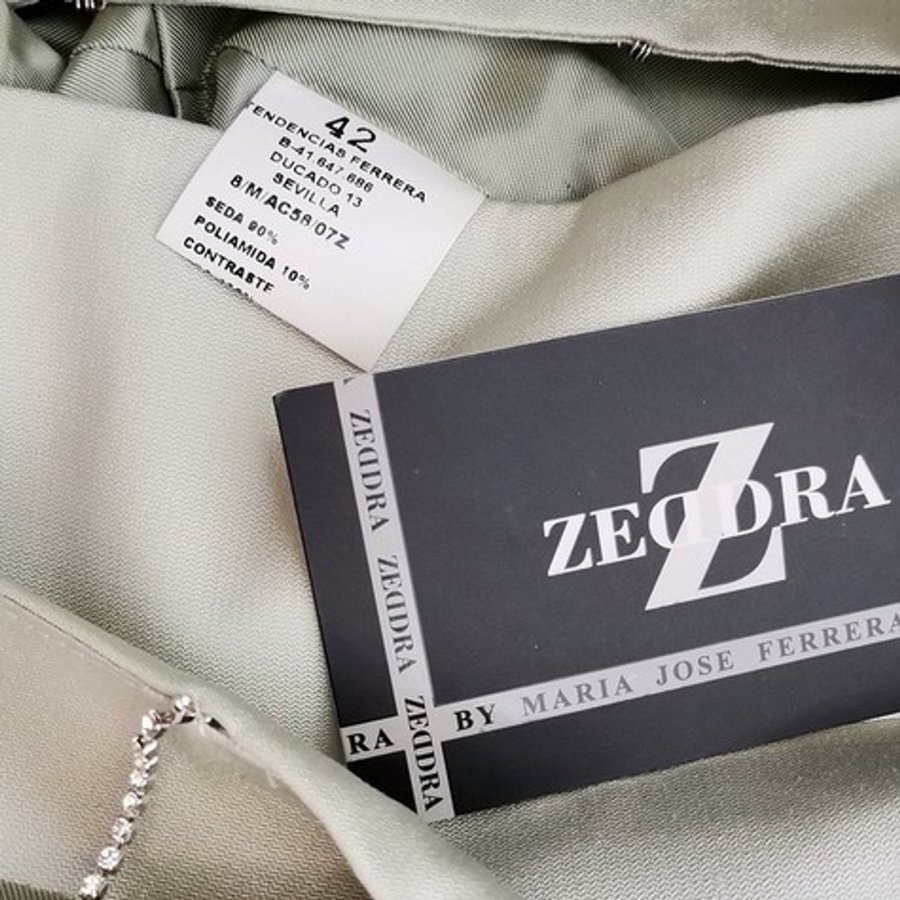 42
TENDENCIAS FERRERA
B-41.647.686
DUCADO 13
SEVILLA
8/M/AC58/07Z
SEDA 90%
POLIAMIDA 10%
CONTRASTE
ZEDDRA
Z
ZEDDRA
ZEDDRA
ZEDDRA
RA BY MARIA JOSE FERRERA